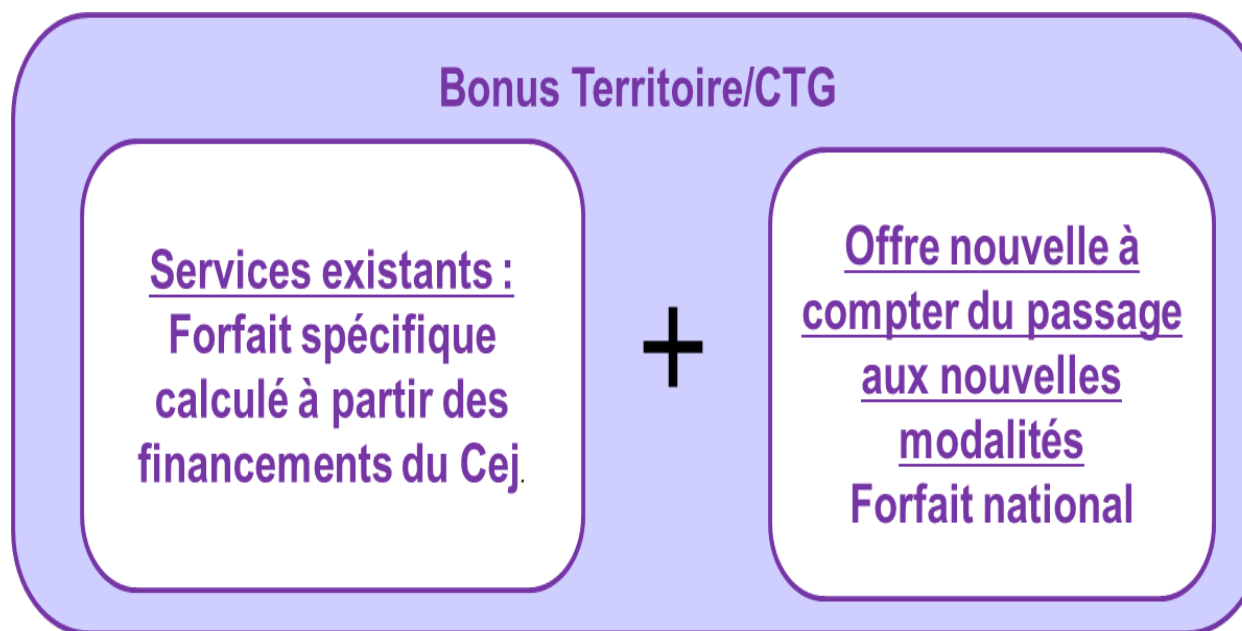 Bonus Territoire/CTG
Services existants :
Forfait spécifique
calculé à partir des
financements du Cej.
+
Offre nouvelle à
compter du passage
aux nouvelles
modalités
Forfait national